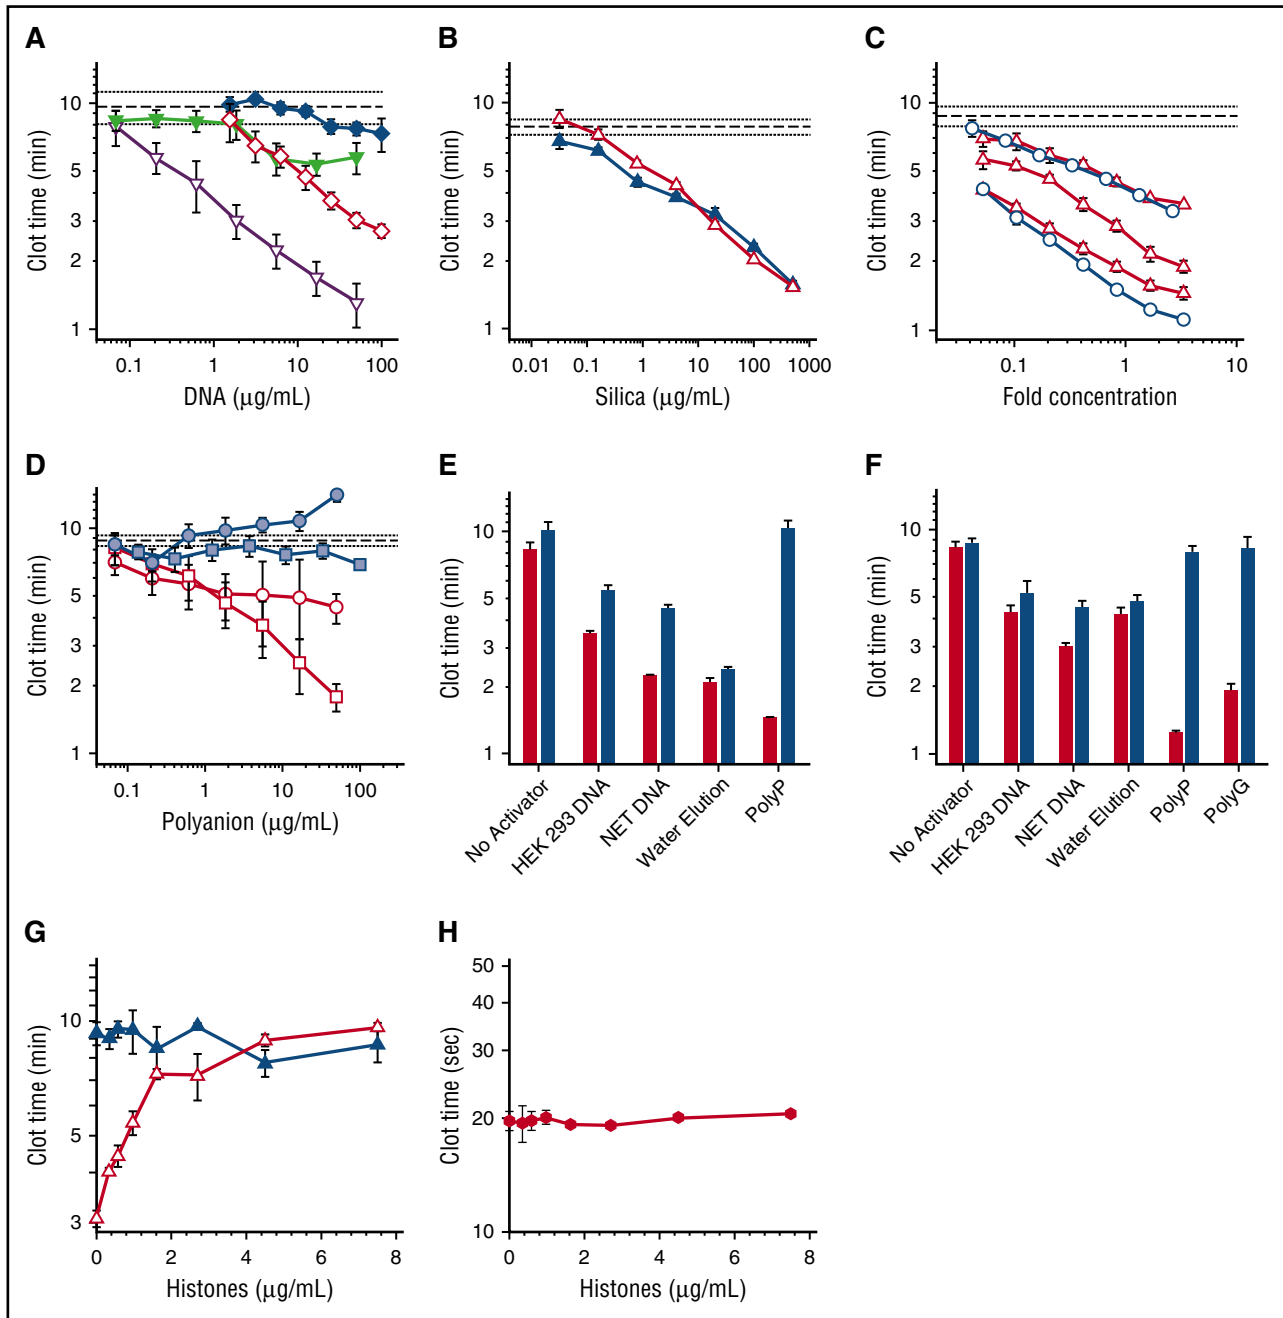 A
Clot time (min)
10
5
3
2
1
0.1
1
10
100
DNA (μg/mL)
B
Clot time (min)
10
5
3
2
1
0.01
0.1
1
10
100
1000
Silica (μg/mL)
C
Clot time (min)
10
5
3
2
1
0.1
1
10
Fold concentration
D
Clot time (min)
10
5
3
2
1
0.1
1
10
100
Polyanion (μg/mL)
E
Clot time (min)
10
5
3
2
1
No Activator
HEK 293 DNA
NET DNA
Water Elution
PolyP
F
Clot time (min)
10
5
3
2
1
No Activator
HEK 293 DNA
NET DNA
Water Elution
PolyP
PolyG
G
Clot time (min)
10
5
3
0
2
4
6
8
Histones (μg/mL)
H
Clot time (sec)
50
40
30
20
10
0
2
4
6
8
Histones (μg/mL)